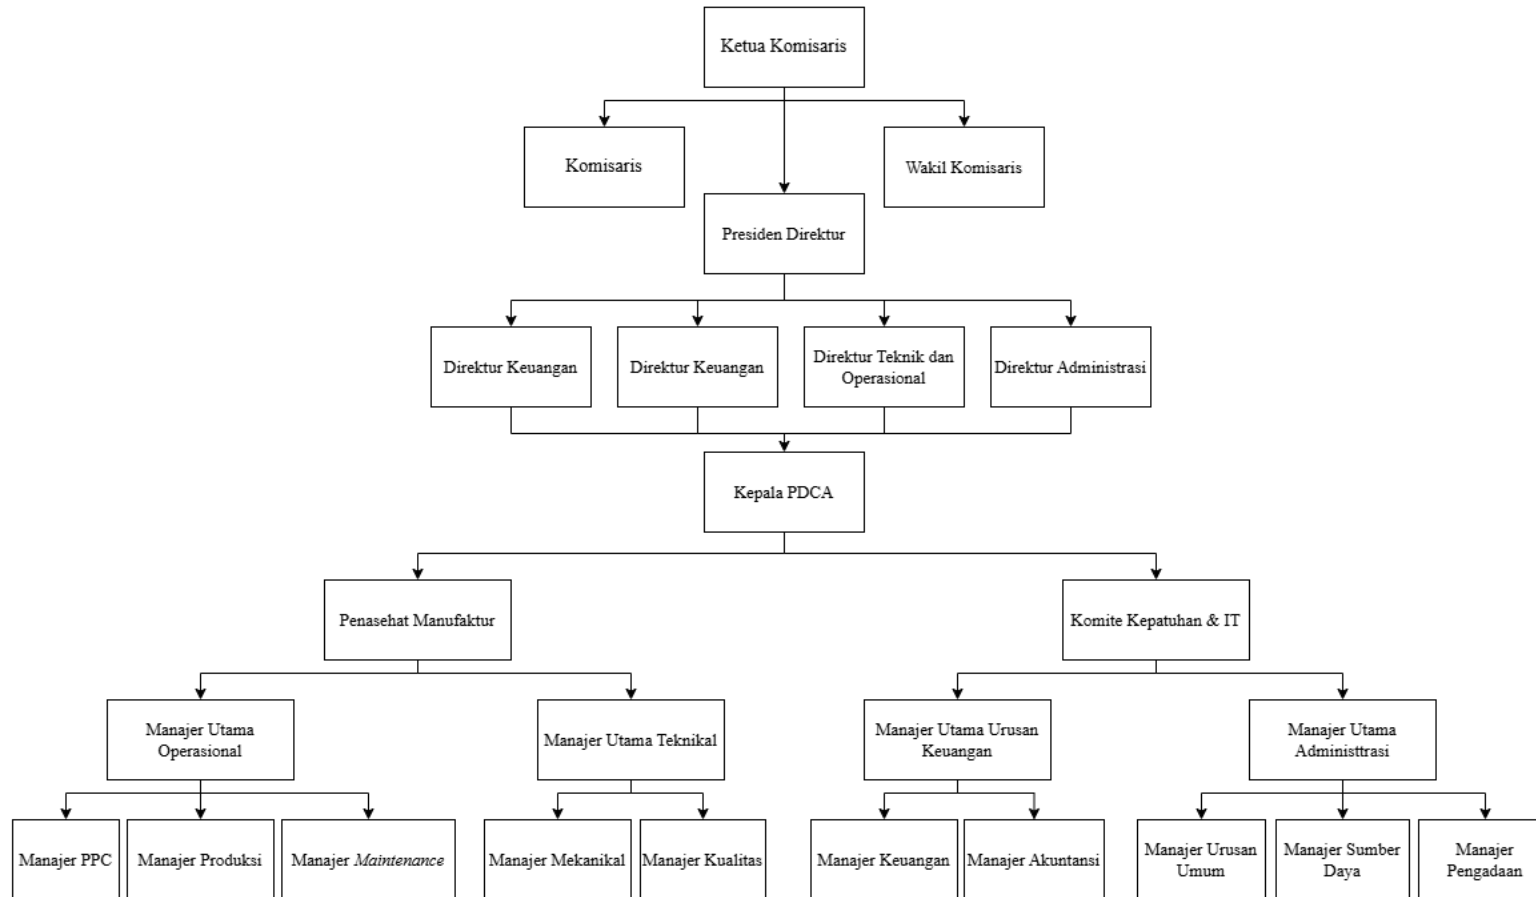 Ketua Komisaris
Komisaris
Wakil Komisaris
Presiden Direktur
Direktur Keuangan
Direktur Keuangan
Direktur Teknik dan
Operasional
Direktur Administrasi
Kepala PDCA
Penasehat Manufaktur
Komite Kepatuhan & IT
Manajer Utama
Operasional
Manajer Utama Teknikal
Manajer Utama Urusan
Keuangan
Manajer Utama
Administtrasi
Manajer PPC
Manajer Produksi
Manajer Maintenance
Manajer Mekanikal
Manajer Kualitas
Manajer Keuangan
Manajer Akuntansi
Manajer Urusan
Umum
Manajer Sumber
Daya
Manajer
Pengadaan